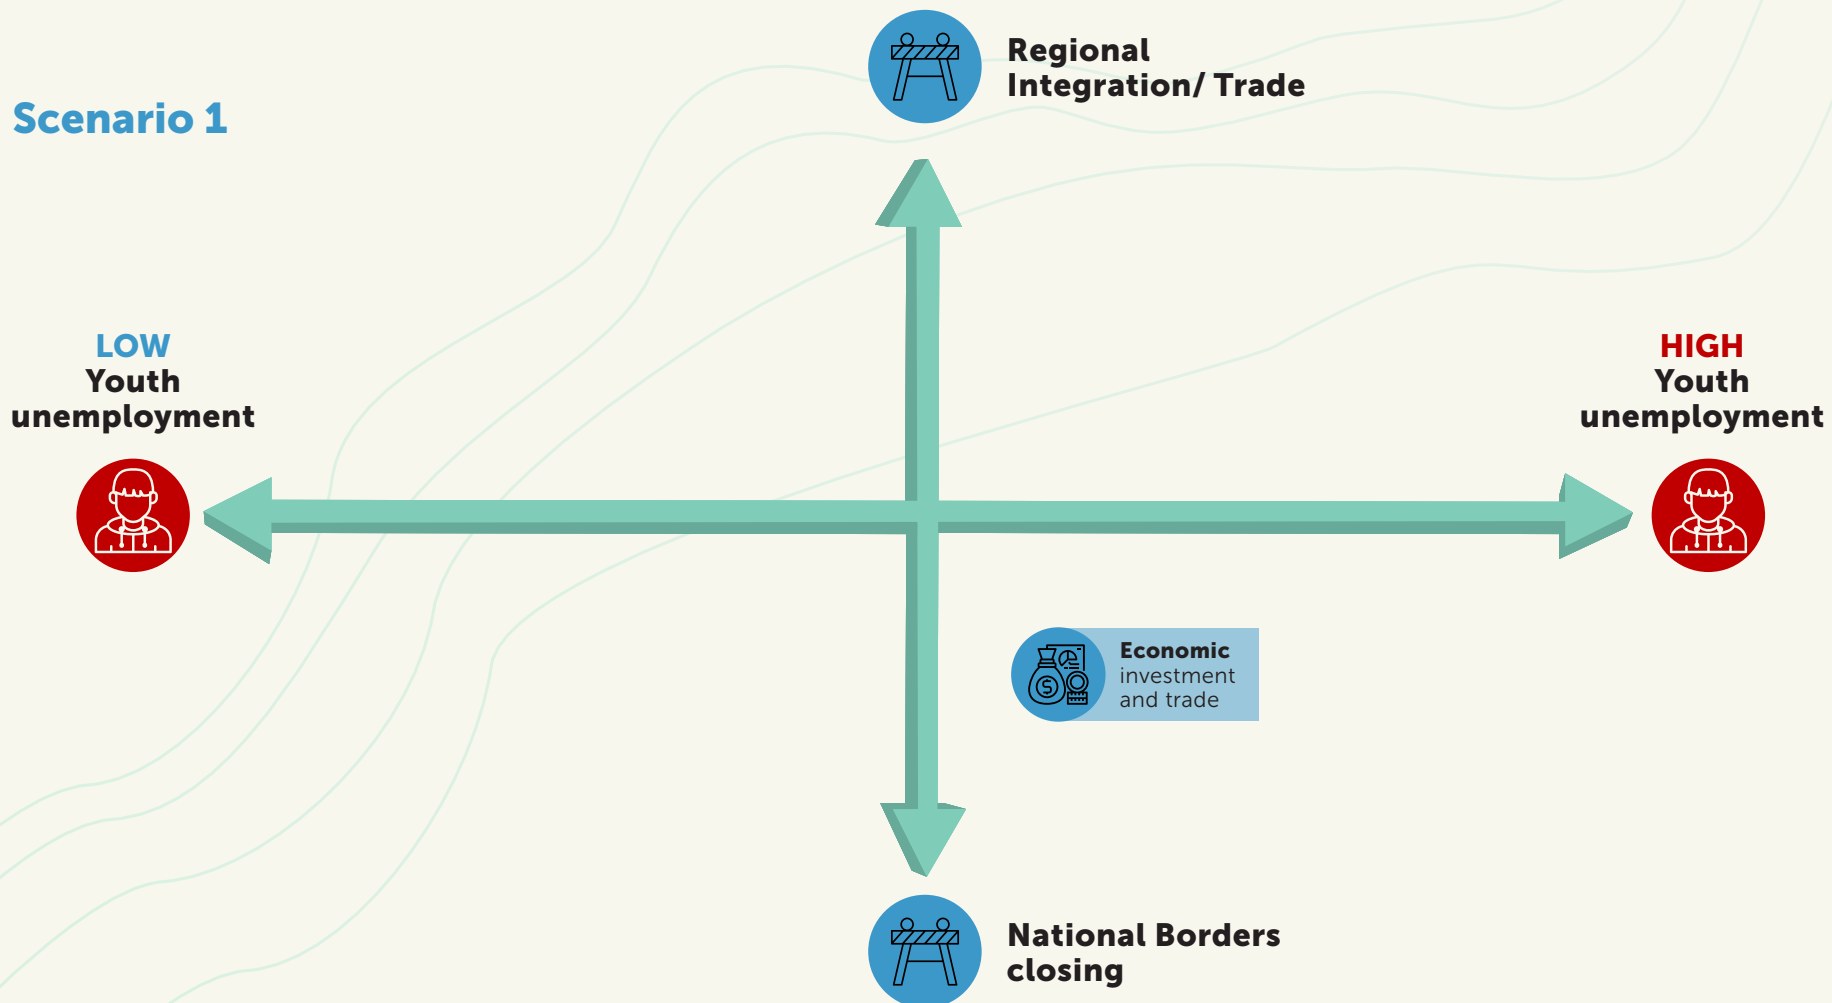 Regional
Integration/ Trade
Scenario 1
LOW
Youth
unemployment
HIGH
Youth
unemployment
Economic
investment
and trade
$
National Borders
closing